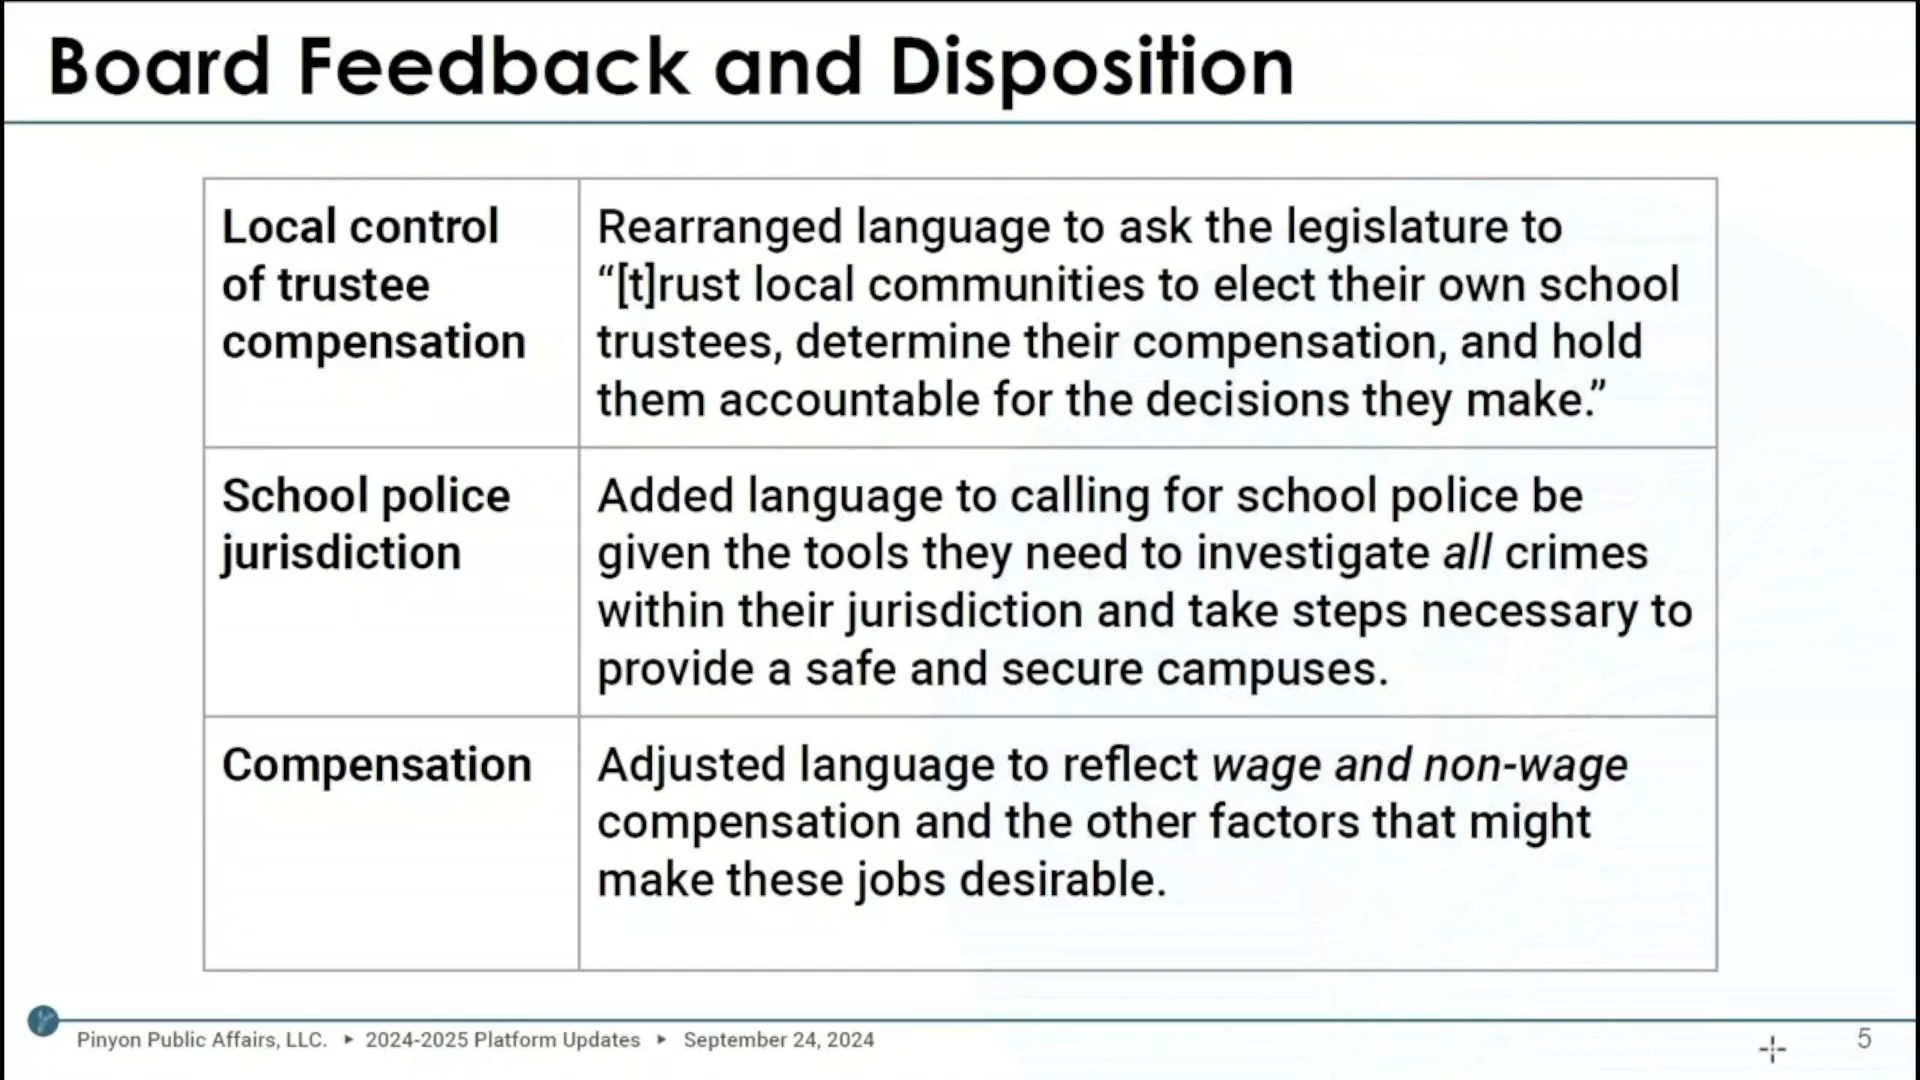 Board Feedback and Disposition
Local control
of trustee
compensation
Rearranged language to ask the legislature to
“[t]rust local communities to elect their own school
trustees, determine their compensation, and hold
them accountable for the decisions they make.”
School police
jurisdiction
Added language to calling for school police be
given the tools they need to investigate all crimes
within their jurisdiction and take steps necessary to
provide a safe and secure campuses.
Compensation
Adjusted language to reflect wage and non-wage
compensation and the other factors that might
make these jobs desirable.
Pinyon Public Affairs, LLC. ▸ 2024-2025 Platform Updates ▸ September 24, 2024
5